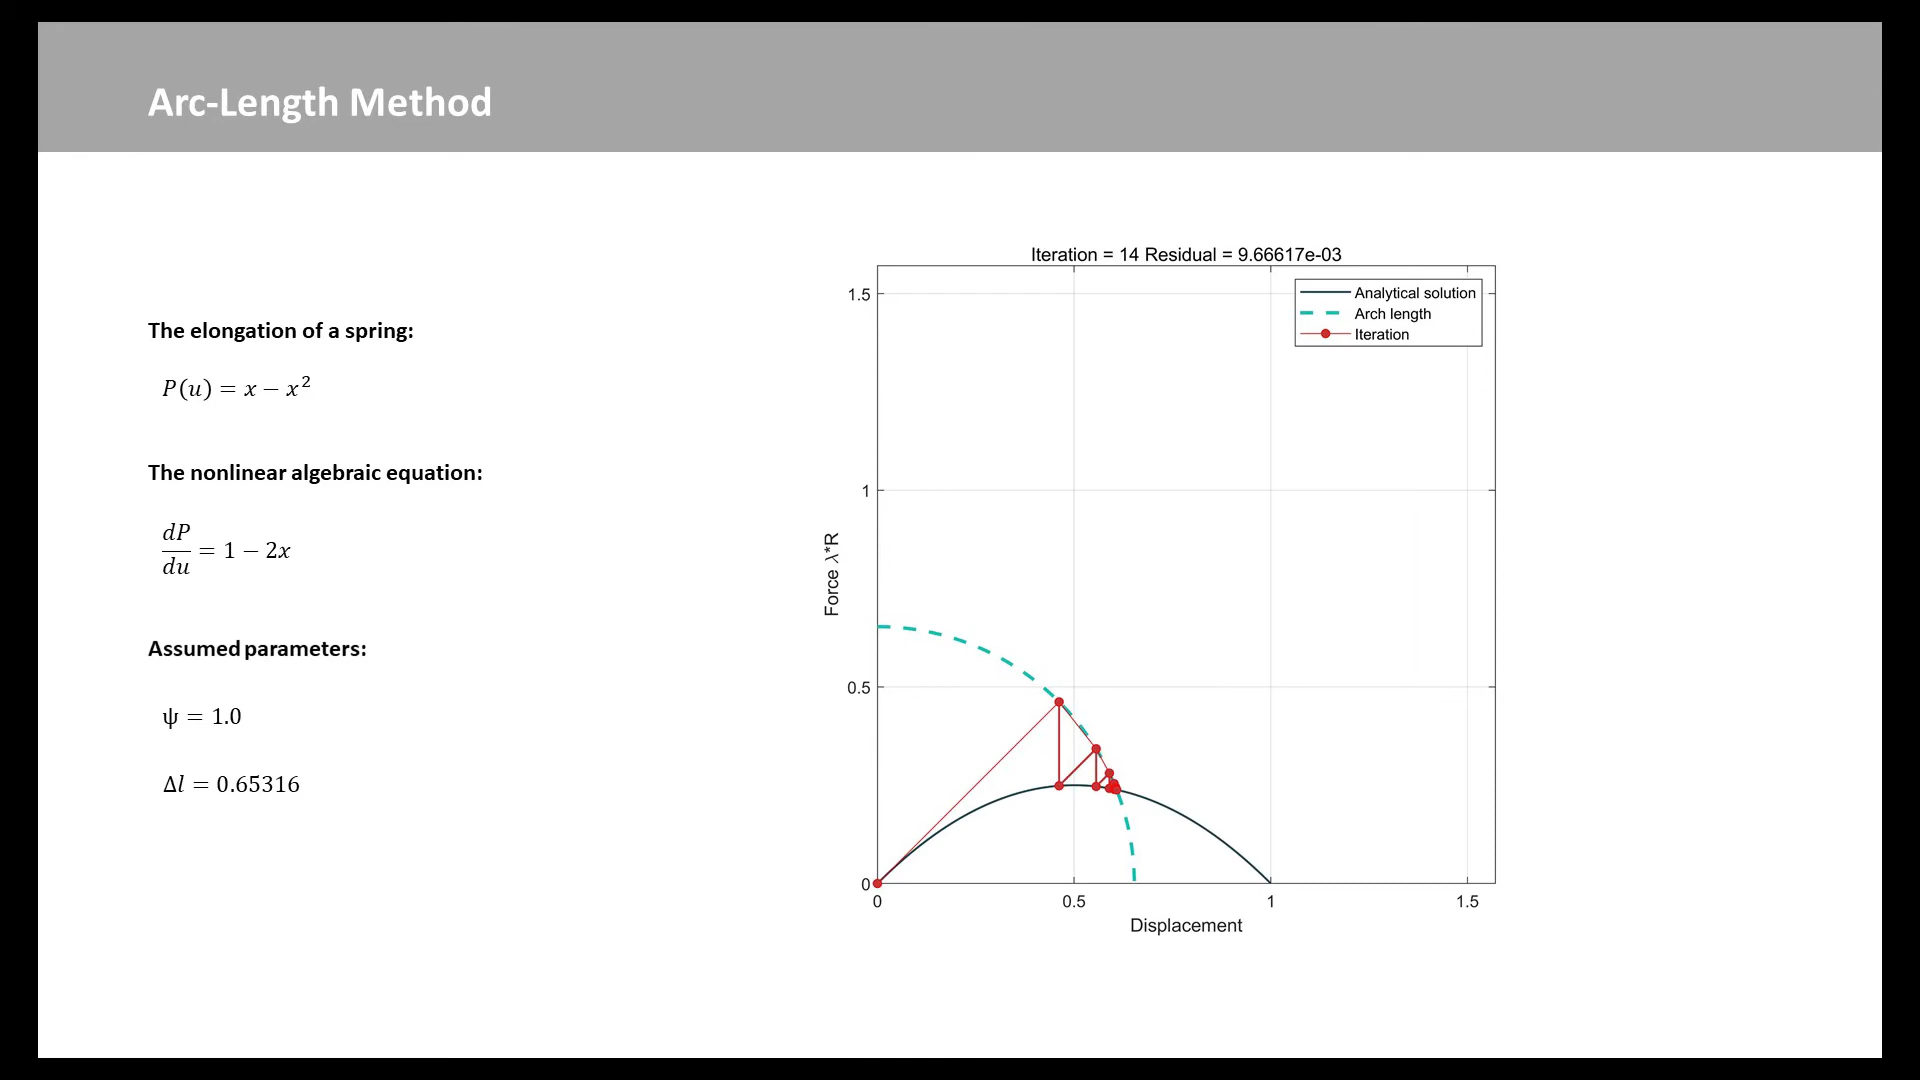 Arc-Length Method
The elongation of a spring:
P(u) = x − x²
The nonlinear algebraic equation:
dP
du
= 1 − 2x
Assumed parameters:
ψ = 1.0
Δl = 0.65316
Iteration = 14 Residual = 9.66617e-03
Analytical solution
Arch length
Iteration
1.5
1
0.5
0
Force λ*R
0
0.5
1
1.5
Displacement